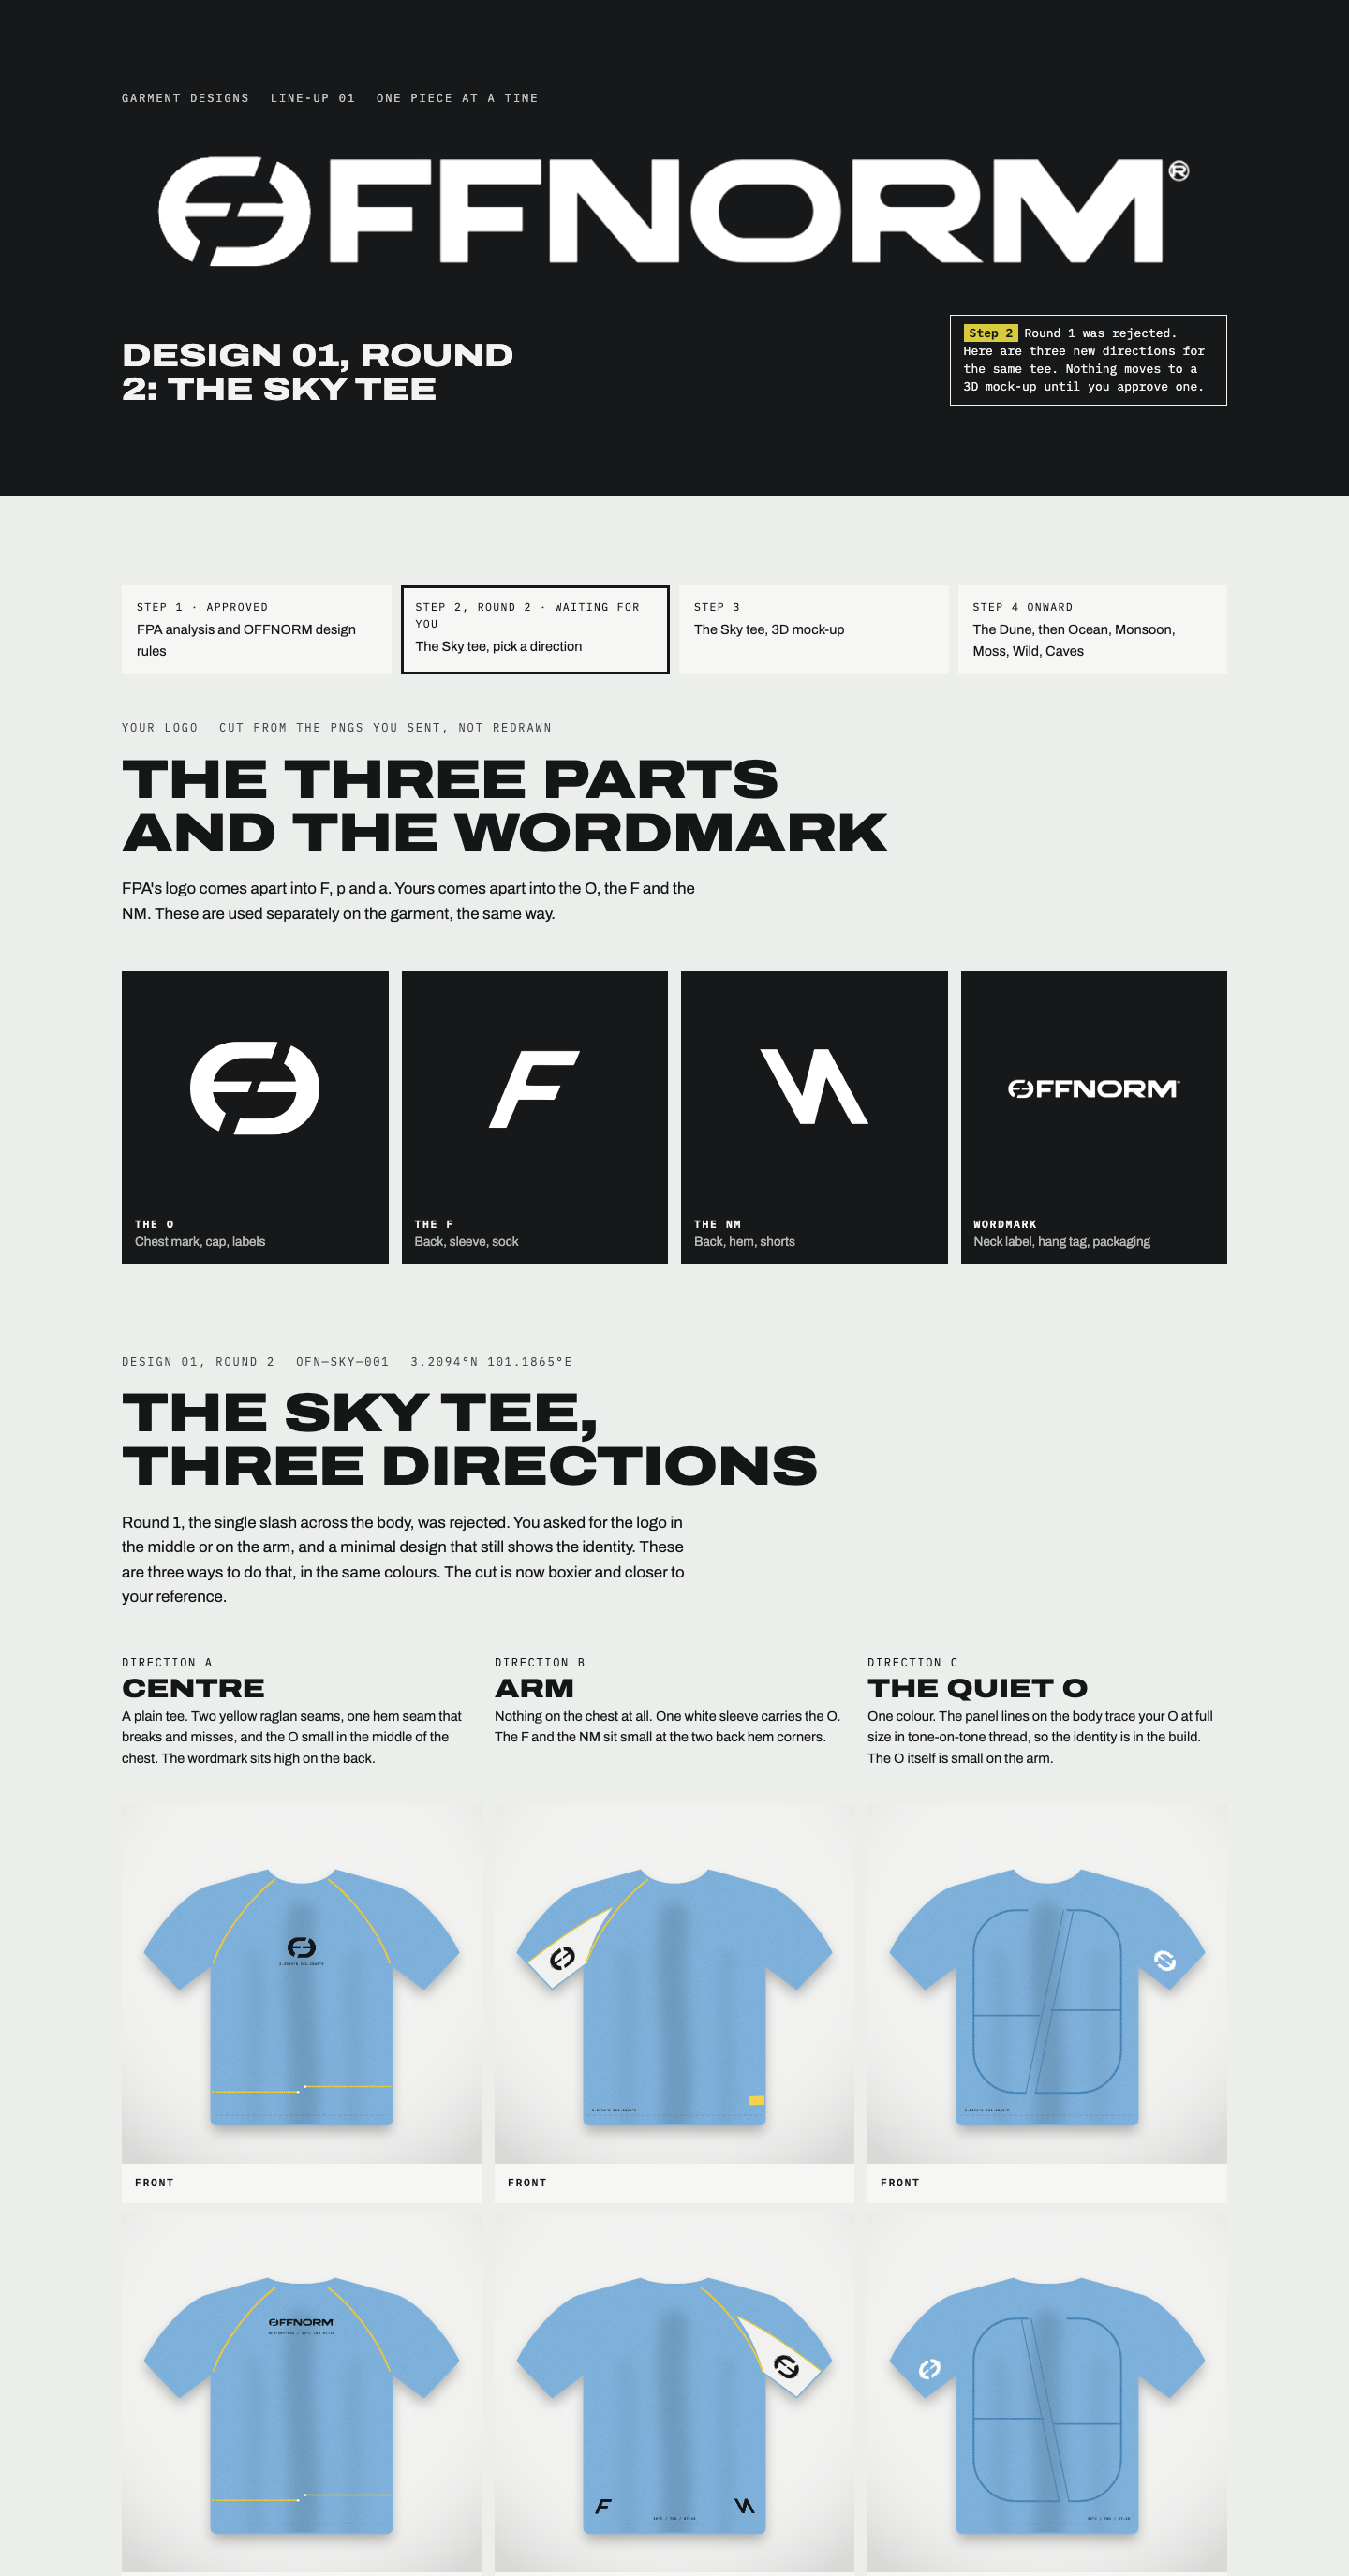 GARMENT DESIGNS LINE-UP 01 ONE PIECE AT A TIME
OFFNORM®
DESIGN 01, ROUND
2: THE SKY TEE
Step 2 Round 1 was rejected.
Here are three new directions for
the same tee. Nothing moves to a
3D mock-up until you approve one.
STEP 1 · APPROVED
FPA analysis and OFFNORM design
rules
STEP 2, ROUND 2 · WAITING FOR
YOU
The Sky tee, pick a direction
STEP 3
The Sky tee, 3D mock-up
STEP 4 ONWARD
The Dune, then Ocean, Monsoon,
Moss, Wild, Caves
YOUR LOGO CUT FROM THE PNGS YOU SENT, NOT REDRAWN
THE THREE PARTS
AND THE WORDMARK
FPA's logo comes apart into F, p and a. Yours comes apart into the O, the F and the
NM. These are used separately on the garment, the same way.
F
OFFNORM
THE O
Chest mark, cap, labels
THE F
Back, sleeve, sock
THE NM
Back, hem, shorts
WORDMARK
Neck label, hang tag, packaging
DESIGN 01, ROUND 2 OFN—SKY—001 3.2094°N 101.1865°E
THE SKY TEE,
THREE DIRECTIONS
Round 1, the single slash across the body, was rejected. You asked for the logo in
the middle or on the arm, and a minimal design that still shows the identity. These
are three ways to do that, in the same colours. The cut is now boxier and closer to
your reference.
DIRECTION A
CENTRE
A plain tee. Two yellow raglan seams, one hem seam that
breaks and misses, and the O small in the middle of the
chest. The wordmark sits high on the back.
DIRECTION B
ARM
Nothing on the chest at all. One white sleeve carries the O.
The F and the NM sit small at the two back hem corners.
DIRECTION C
THE QUIET O
One colour. The panel lines on the body trace your O at full
size in tone-on-tone thread, so the identity is in the build.
The O itself is small on the arm.
3.2094°N 101.1865°E
3.2094°N 101.1865°E
3.2094°N 101.1865°E
FRONT
FRONT
FRONT
OFFNORM
F